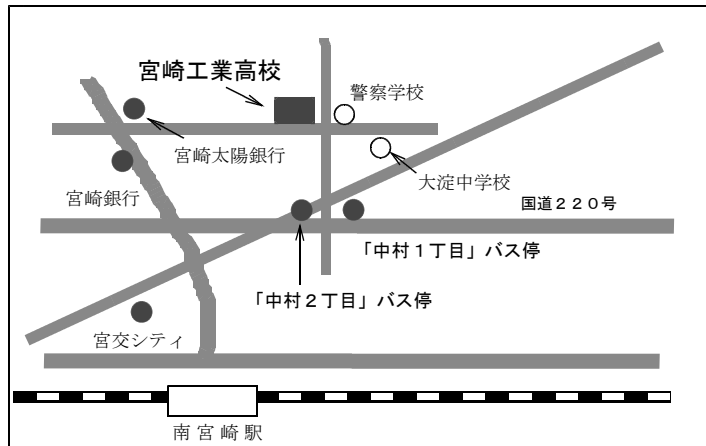 宮崎工業高校
警察学校
宮崎太陽銀行
宮崎銀行
大淀中学校
国道２２０号
「中村１丁目」バス停
「中村２丁目」バス停
宮交シティ
南宮崎駅